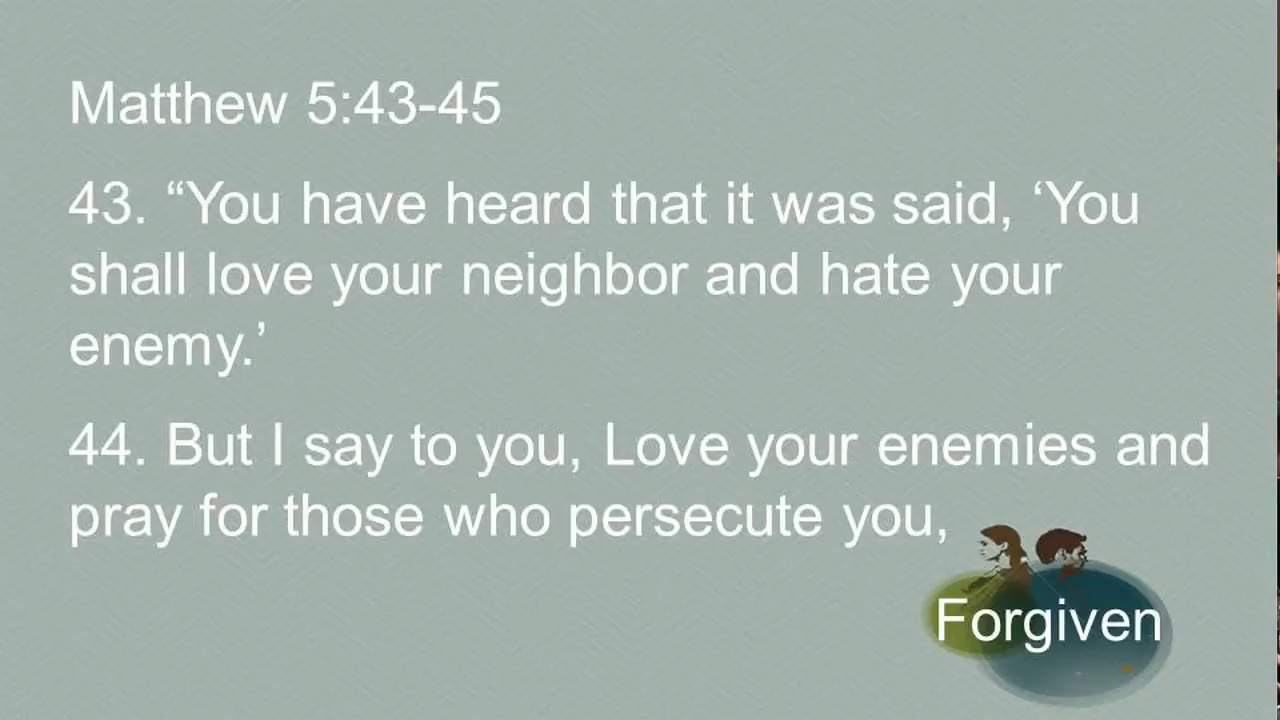 Matthew 5:43-45
43. “You have heard that it was said, ‘You
shall love your neighbor and hate your
enemy.’
44. But I say to you, Love your enemies and
pray for those who persecute you,
Forgiven